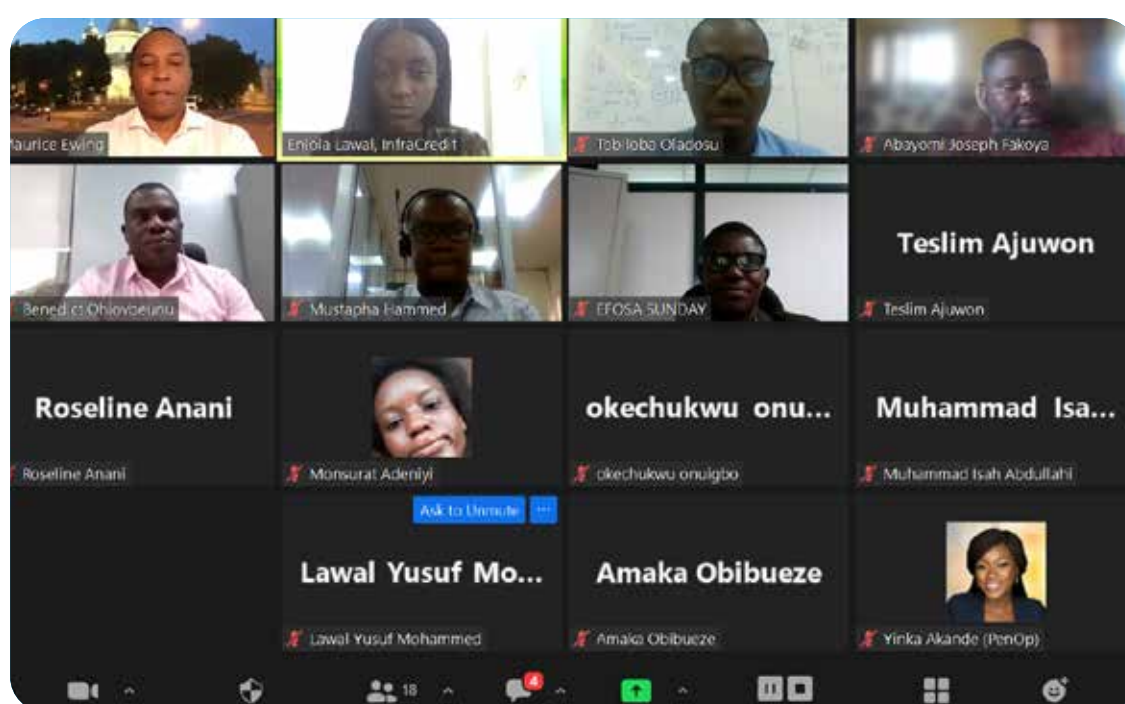 Maurice Ewing
Eniola Lawal, InfraCredit
Tobiloba Oladosu
Abayomi Joseph Fakoya
Benedict
Mustapha Hammed
EFOSA SUNDAY
Teslim Ajuwon
Teslim Ajuwon
Roseline Anani
Roseline Anani
Monsurat Adeniyi
okechukwu onu...
okechukwu onuigbo
Muhammad Isa...
Muhammad Isah Abdullahi
Ask to Unmute ...
Lawal Yusuf Mo...
Lawal Yusuf Mohammed
Amaka Obibueze
Amaka Obibueze
Yinka Akande (PenOp)
18
4